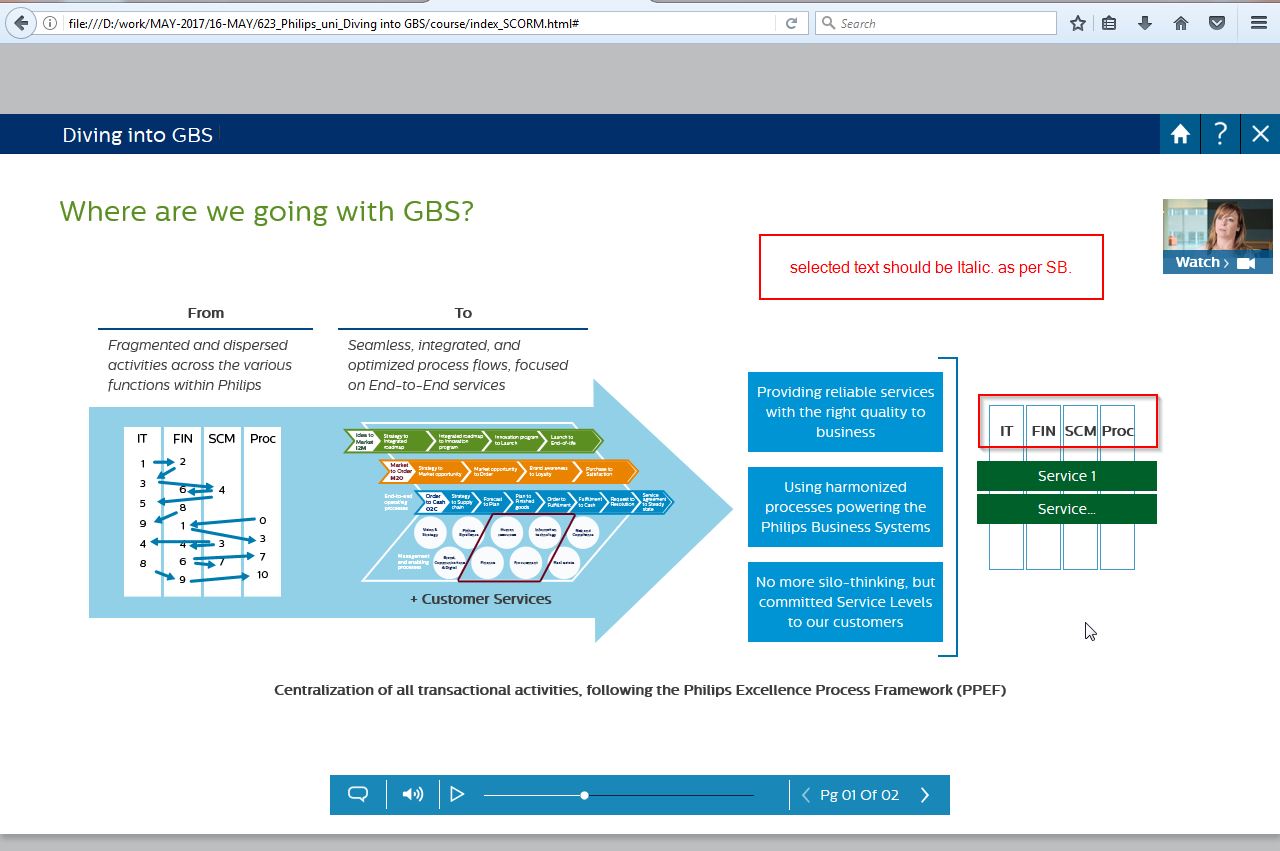 file:///D:/work/MAY-2017/16-MAY/623_Philips_uni_Diving into GBS/course/index_SCORM.html#
Search
Diving into GBS
?
Where are we going with GBS?
Watch ›
selected text should be Italic. as per SB.
From
Fragmented and dispersed
activities across the various
functions within Philips
To
Seamless, integrated, and
optimized process flows, focused
on End-to-End services
IT FIN SCM Proc
1 2
3
6 4
5
8
9 1 0
3
4 4 3
7
8 6 7
9 10
Idea to
Market
I2M
Strategy to
Integrated
roadmap
Integrated roadmap
to Innovation
program
Innovation program
to Launch
Launch to
End-of-life
Market
to Order
M2O
Strategy to
Market opportunity
Market opportunity
to Order
Brand awareness
to Loyalty
Purchase to
Satisfaction
End-to-end
operating
processes
Order
to Cash
O2C
Strategy
to Supply
chain
Forecast
to Plan
Plan to
Finished
goods
Order to
Fulfilment
Fulfilment
to Cash
Request to
Resolution
Service
agreement
to Steady
state
Management
and enabling
processes
Vision &
Strategy
Philips
Excellence
Human
resources
Information
technology
Risk and
Compliance
Brand,
Communications
& Digital
Finance
Procurement
Real estate
+ Customer Services
Providing reliable services
with the right quality to
business
Using harmonized
processes powering the
Philips Business Systems
No more silo-thinking, but
committed Service Levels
to our customers
IT FIN SCM Proc
Service 1
Service...
Centralization of all transactional activities, following the Philips Excellence Process Framework (PPEF)
Pg 01 Of 02